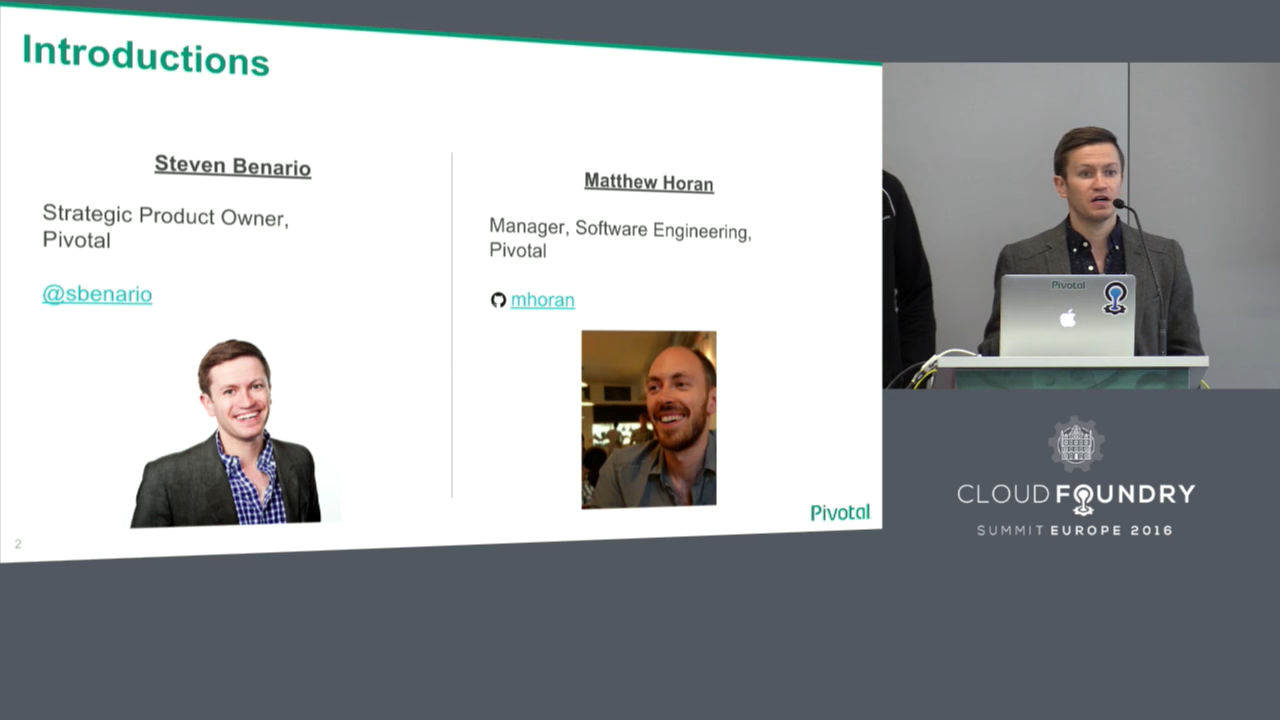 Introductions
Steven Benario
Strategic Product Owner,
Pivotal
@sbenario
Matthew Horan
Manager, Software Engineering,
Pivotal
mhoran
Pivotal
2
Pivotal
CLOUD FOUNDRY
SUMMIT EUROPE 2016